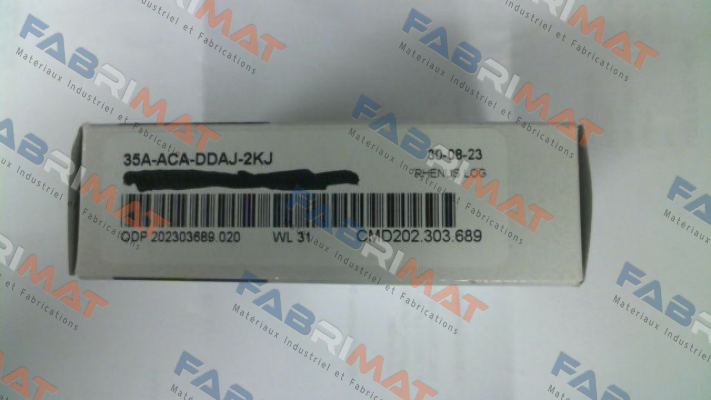 35A-ACA-DDAJ-2KJ
30-08-23
RHENUS LOG
ODP 202303689.020 WL 31 CMD202.303.689
FABRIMAT
Materiaux Industriel et Fabrications